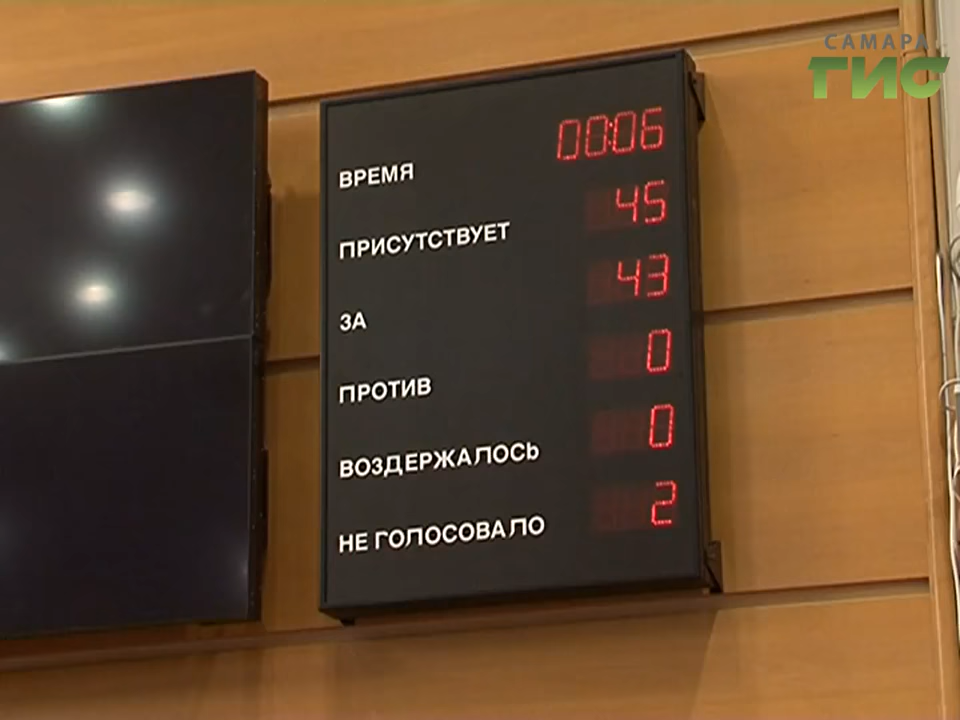 САМАРА
ГИС
ВРЕМЯ 00:06
ПРИСУТСТВУЕТ 45
ЗА 43
ПРОТИВ 0
ВОЗДЕРЖАЛОСЬ 0
НЕ ГОЛОСОВАЛО 2